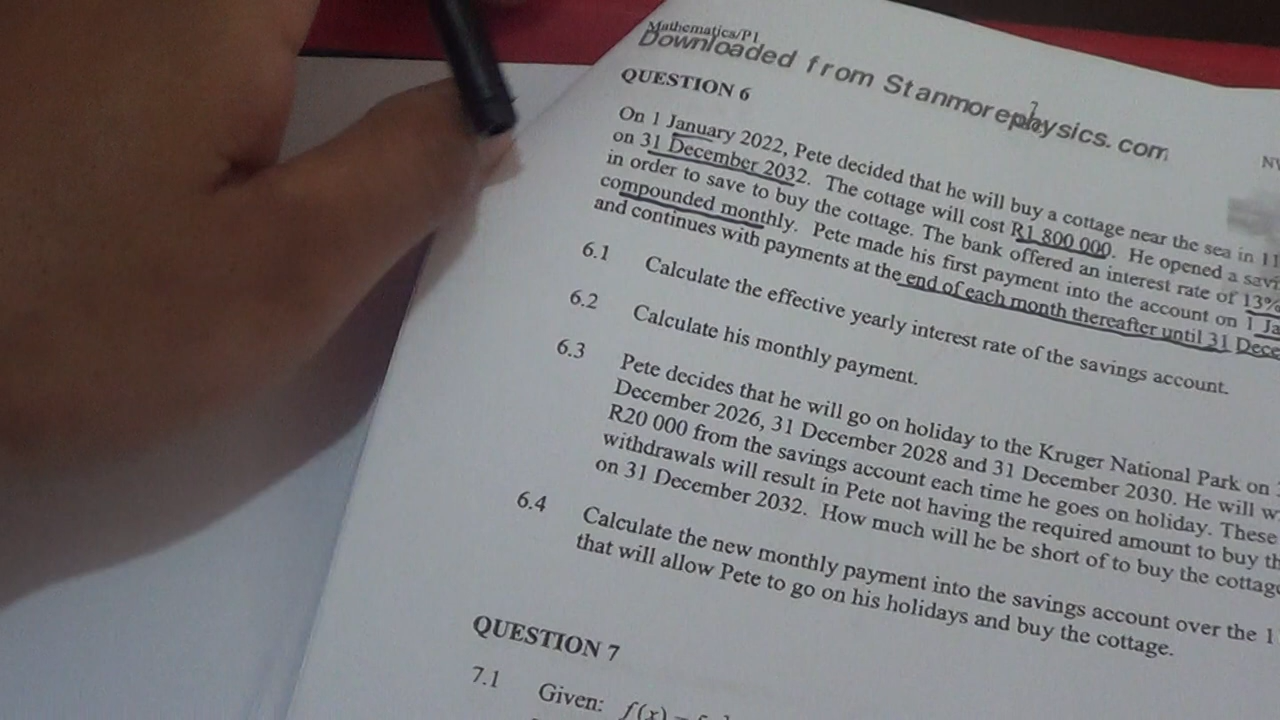 Mathematics/P1
Downloaded from Stanmorephysics.com
QUESTION 6
On 1 January 2022, Pete decided that he will buy a cottage near the sea in 11
on 31 December 2032. The cottage will cost R1 800 000. He opened a savi
in order to save to buy the cottage. The bank offered an interest rate of 13%
compounded monthly. Pete made his first payment into the account on 1 Ja
and continues with payments at the end of each month thereafter until 31 Dece
6.1 Calculate the effective yearly interest rate of the savings account.
6.2 Calculate his monthly payment.
6.3 Pete decides that he will go on holiday to the Kruger National Park on
December 2026, 31 December 2028 and 31 December 2030. He will w
R20 000 from the savings account each time he goes on holiday. These
withdrawals will result in Pete not having the required amount to buy th
on 31 December 2032. How much will he be short of to buy the cottag
6.4 Calculate the new monthly payment into the savings account over the 1
that will allow Pete to go on his holidays and buy the cottage.
QUESTION 7
7.1 Given: f(x)